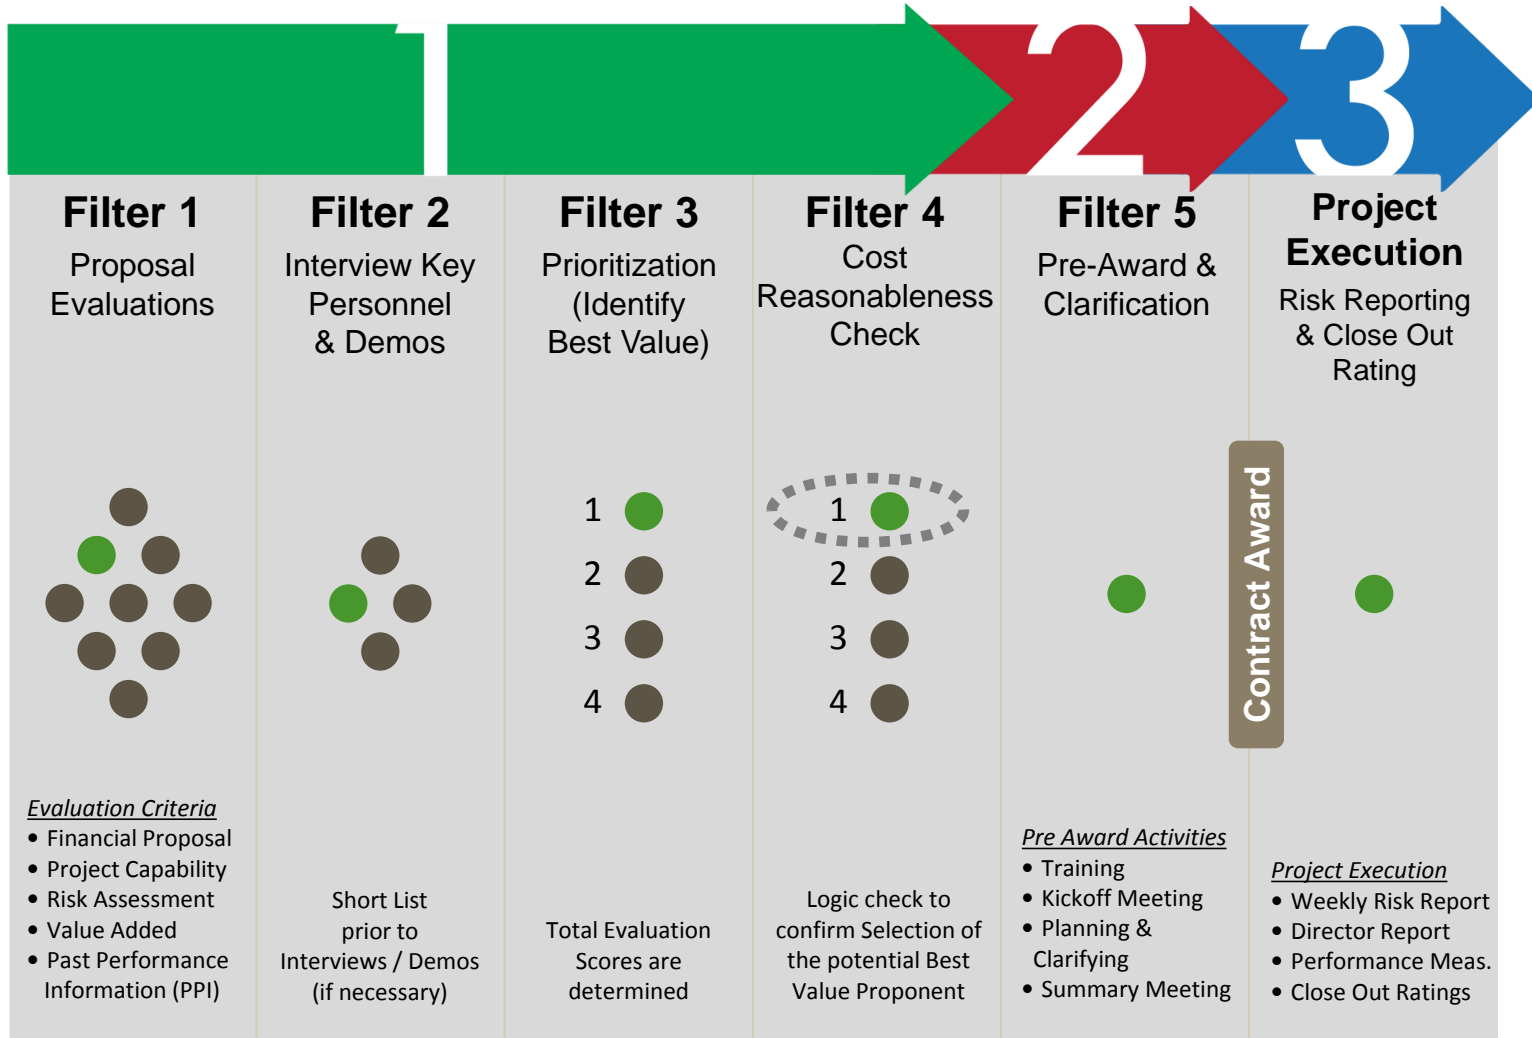 1
2
3
Filter 1
Proposal
Evaluations
Evaluation Criteria
• Financial Proposal
• Project Capability
• Risk Assessment
• Value Added
• Past Performance
Information (PPI)
Filter 2
Interview Key
Personnel
& Demos
Short List
prior to
Interviews / Demos
(if necessary)
Filter 3
Prioritization
(Identify
Best Value)
1
2
3
4
Total Evaluation
Scores are
determined
Filter 4
Cost
Reasonableness
Check
1
2
3
4
Logic check to
confirm Selection of
the potential Best
Value Proponent
Filter 5
Pre-Award &
Clarification
Pre Award Activities
• Training
• Kickoff Meeting
• Planning &
Clarifying
• Summary Meeting
Contract Award
Project
Execution
Risk Reporting
& Close Out
Rating
Project Execution
• Weekly Risk Report
• Director Report
• Performance Meas.
• Close Out Ratings